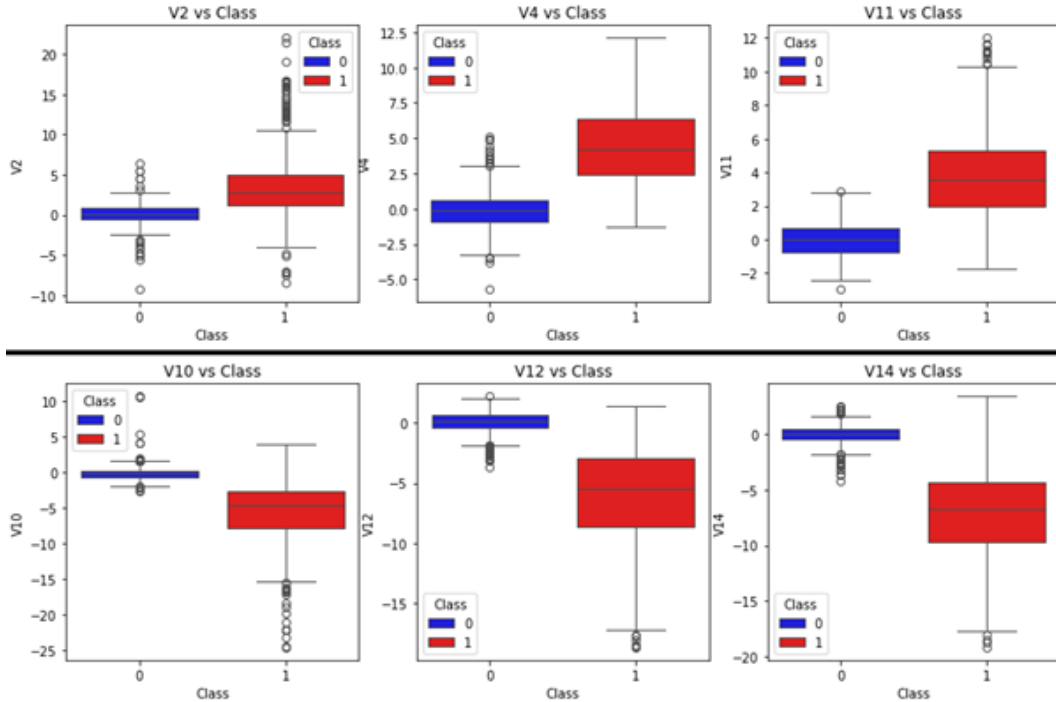 V2 vs Class
V2
20
15
10
5
0
−5
−10
Class
0
1
0
1
Class
V4 vs Class
V4
12.5
10.0
7.5
5.0
2.5
0.0
−2.5
−5.0
Class
0
1
0
1
Class
V11 vs Class
V11
12
10
8
6
4
2
0
−2
Class
0
1
0
1
Class
V10 vs Class
V10
10
5
0
−5
−10
−15
−20
−25
Class
0
1
0
1
Class
V12 vs Class
V12
0
−5
−10
−15
Class
0
1
0
1
Class
V14 vs Class
V14
0
−5
−10
−15
−20
Class
0
1
0
1
Class